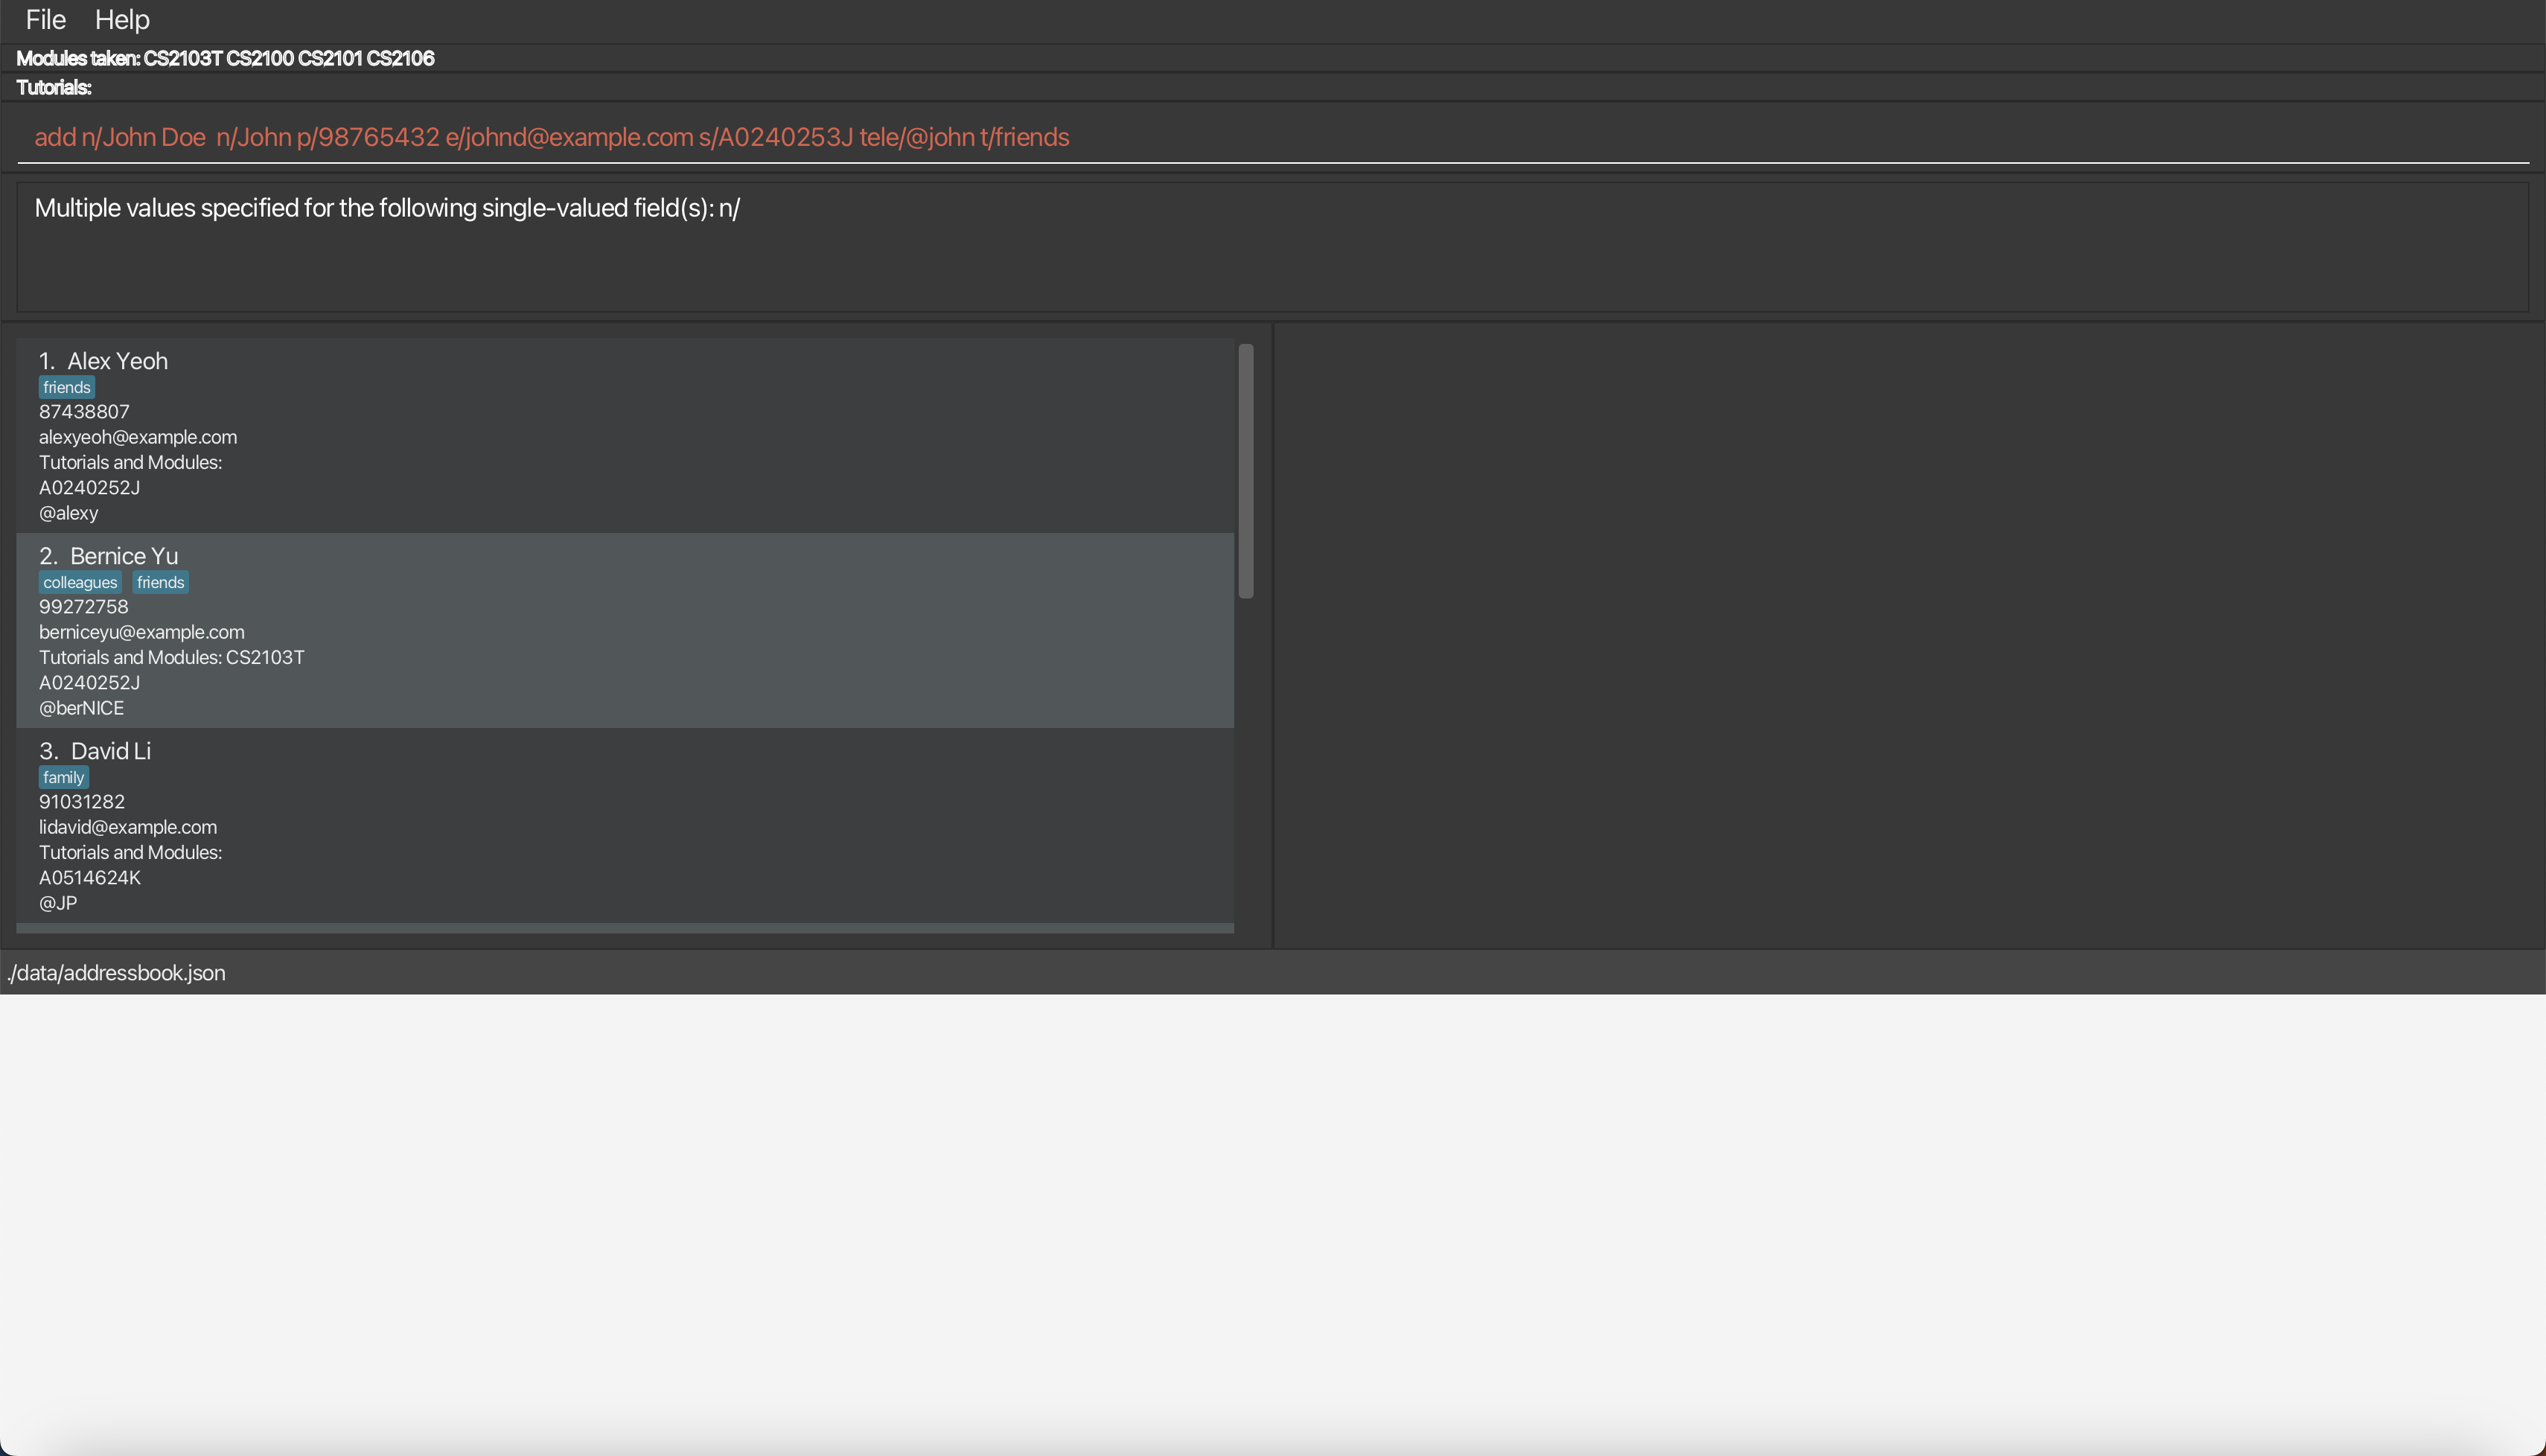 File Help
Modules taken: CS2103T CS2100 CS2101 CS2106
Tutorials:
add n/John Doe  n/John p/98765432 e/johnd@example.com s/A0240253J tele/@john t/friends
Multiple values specified for the following single-valued field(s): n/
1. Alex Yeoh
friends
87438807
alexyeoh@example.com
Tutorials and Modules:
A0240252J
@alexy
2. Bernice Yu
colleagues friends
99272758
berniceyu@example.com
Tutorials and Modules: CS2103T
A0240252J
@berNICE
3. David Li
family
91031282
lidavid@example.com
Tutorials and Modules:
A0514624K
@JP
./data/addressbook.json